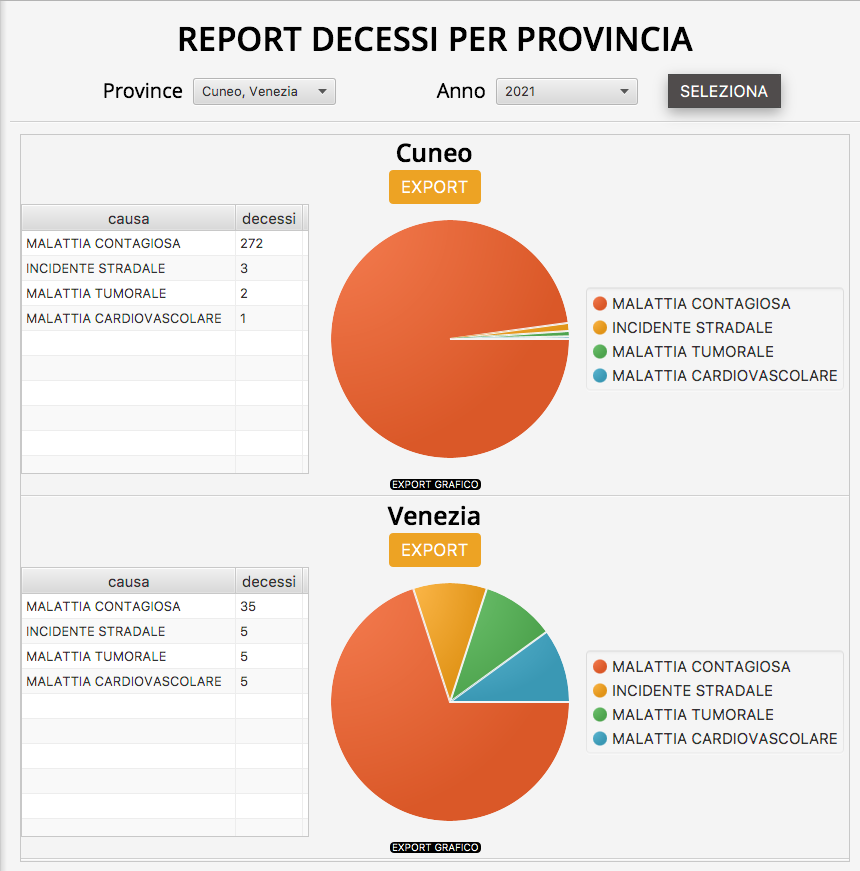 REPORT DECESSI PER PROVINCIA
Province Cuneo, Venezia Anno 2021 SELEZIONA
Cuneo
EXPORT
causa decessi
MALATTIA CONTAGIOSA 272
INCIDENTE STRADALE 3
MALATTIA TUMORALE 2
MALATTIA CARDIOVASCOLARE 1
MALATTIA CONTAGIOSA
INCIDENTE STRADALE
MALATTIA TUMORALE
MALATTIA CARDIOVASCOLARE
EXPORT GRAFICO
Venezia
EXPORT
causa decessi
MALATTIA CONTAGIOSA 35
INCIDENTE STRADALE 5
MALATTIA TUMORALE 5
MALATTIA CARDIOVASCOLARE 5
MALATTIA CONTAGIOSA
INCIDENTE STRADALE
MALATTIA TUMORALE
MALATTIA CARDIOVASCOLARE
EXPORT GRAFICO